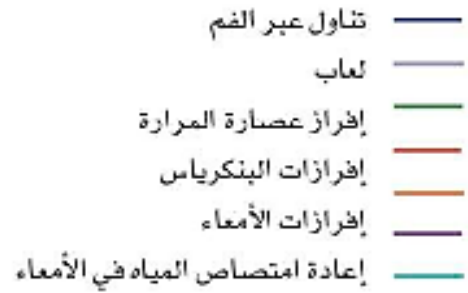 تناول عبر الفم
لعاب
إفراز عصارة المرارة
إفرازات البنكرياس
إفرازات الأمعاء
إعادة امتصاص المياه في الأمعاء